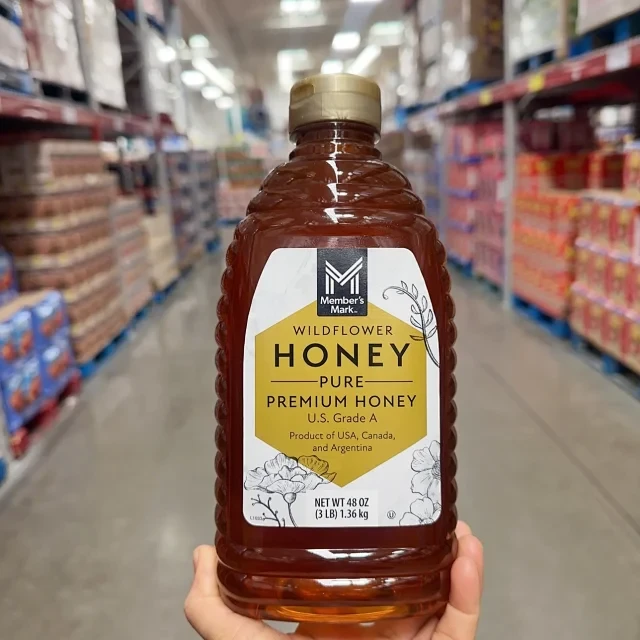 Member's
Mark™
WILDFLOWER
HONEY
PURE
PREMIUM HONEY
U.S. Grade A
Product of USA, Canada,
and Argentina
NET WT 48 OZ
(3 LB) 1.36 kg